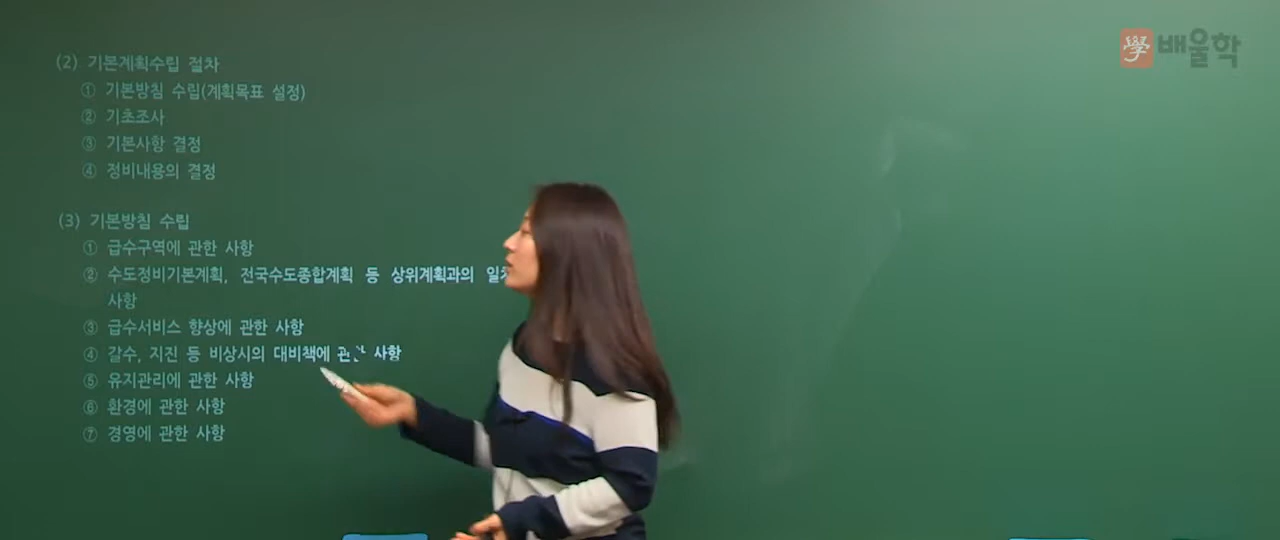 學 배울학
(2) 기본계획수립 절차
① 기본방침 수립(계획목표 설정)
② 기초조사
③ 기본사항 결정
④ 정비내용의 결정
(3) 기본방침 수립
① 급수구역에 관한 사항
② 수도정비기본계획, 전국수도종합계획 등 상위계획과의
사항
③ 급수서비스 향상에 관한 사항
④ 갈수, 지진 등 비상시의 대비책에 관한 사항
⑤ 유지관리에 관한 사항
⑥ 환경에 관한 사항
⑦ 경영에 관한 사항